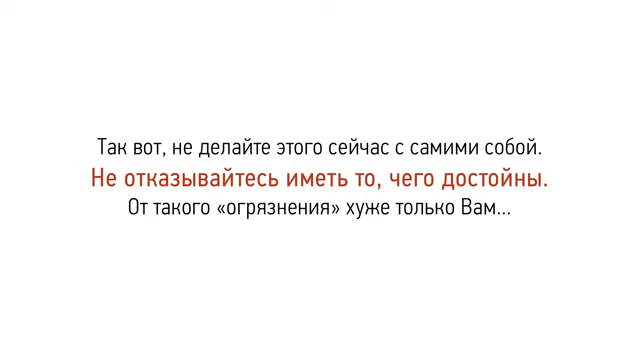 Так вот, не делайте этого сейчас с самими собой.
Не отказывайтесь иметь то, чего достойны.
От такого «огрязнения» хуже только Вам...